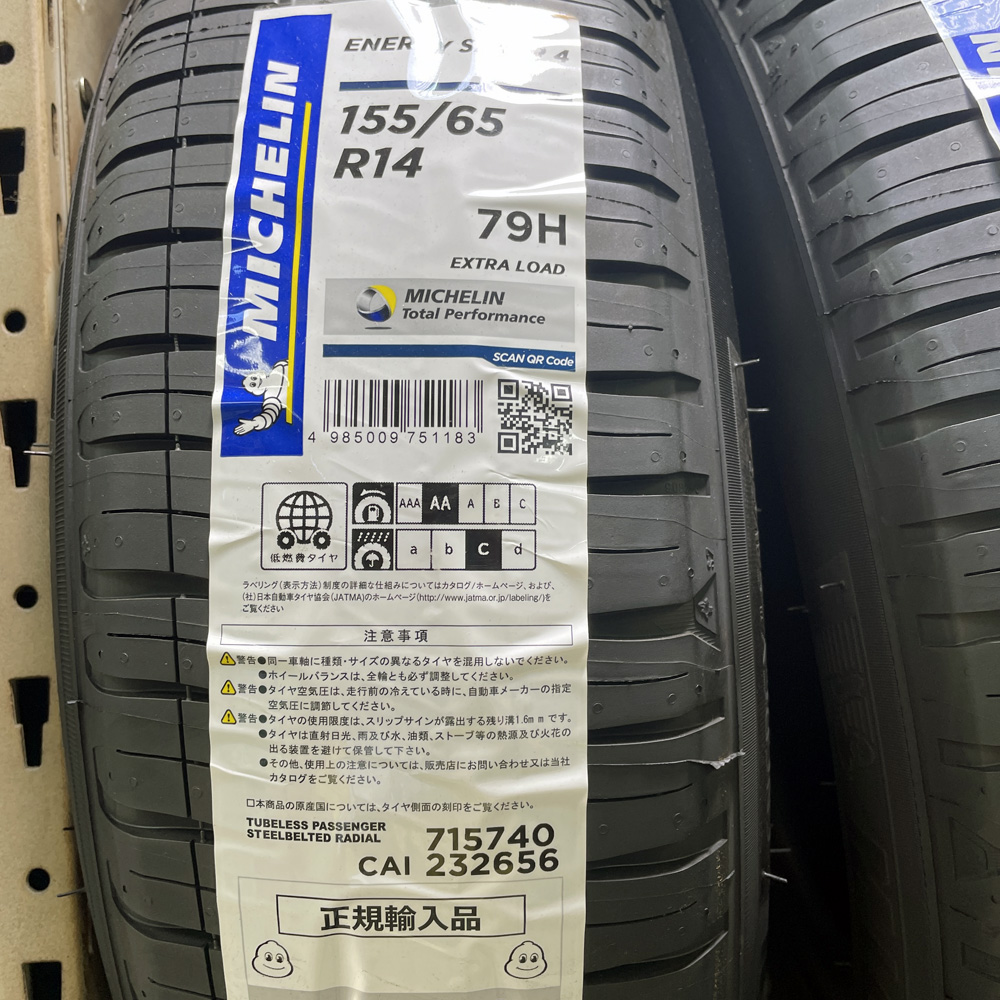 MICHELIN
155/65
R14
79H
EXTRA LOAD
MICHELIN
Total Performance
SCAN QR Code
4 985009 751183
低燃費タイヤ
AAA AA A B C
a b c d
ラベリング(表示方法)制度の詳細な仕組みについてはカタログ/ホームページ、および、
(社)日本自動車タイヤ協会(JATMA)のホームページ(http://www.jatma.or.jp/labeling/)を
ご覧ください
注意事項
警告●同一車軸に種類・サイズの異なるタイヤを混用しないでください。
●ホイールバランスは、全輪とも必ず調整してください。
警告●タイヤ空気圧は、走行前の冷えている時に、自動車メーカーの指定
空気圧に調節してください。
警告●タイヤの使用限度は、スリップサインが露出する残り溝1.6mmです。
●タイヤは直射日光、雨及び水、油類、ストーブ等の熱源及び火花の
出る装置を避けて保管して下さい。
●その他、使用上の注意については、販売店にお問い合わせ又は当社
カタログをご覧ください。
□本商品の原産国については、タイヤ側面の刻印をご覧ください。
TUBELESS PASSENGER
STEELBELTED RADIAL
715740
CAI 232656
正規輸入品